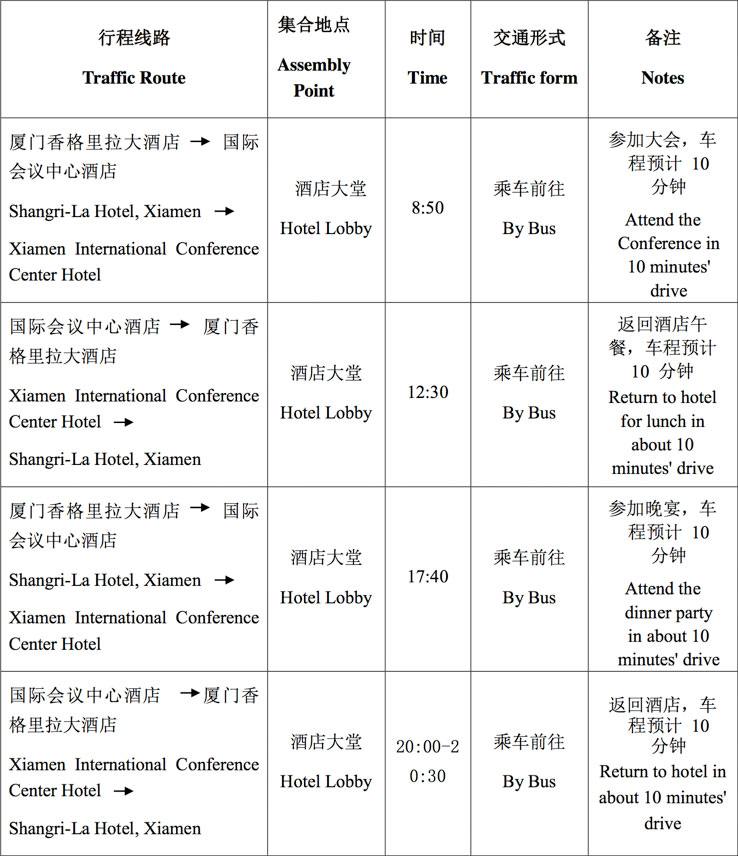 行程线路
Traffic Route
集合地点
Assembly
Point
时间
Time
交通形式
Traffic form
备注
Notes
厦门香格里拉大酒店 → 国际
会议中心酒店
Shangri-La Hotel, Xiamen →
Xiamen International Conference
Center Hotel
酒店大堂
Hotel Lobby
8:50
乘车前往
By Bus
参加大会，车
程预计 10
分钟
Attend the
Conference in
10 minutes'
drive
国际会议中心酒店 → 厦门香
格里拉大酒店
Xiamen International Conference
Center Hotel →
Shangri-La Hotel, Xiamen
酒店大堂
Hotel Lobby
12:30
乘车前往
By Bus
返回酒店午
餐，车程预计
10 分钟
Return to hotel
for lunch in
about 10
minutes' drive
厦门香格里拉大酒店 → 国际
会议中心酒店
Shangri-La Hotel, Xiamen →
Xiamen International Conference
Center Hotel
酒店大堂
Hotel Lobby
17:40
乘车前往
By Bus
参加晚宴，车
程预计 10
分钟
Attend the
dinner party
in about 10
minutes' drive
国际会议中心酒店 →厦门香
格里拉大酒店
Xiamen International Conference
Center Hotel →
Shangri-La Hotel, Xiamen
酒店大堂
Hotel Lobby
20:00-2
0:30
乘车前往
By Bus
返回酒店，车
程预计 10
分钟
Return to hotel in
about 10 minutes'
drive